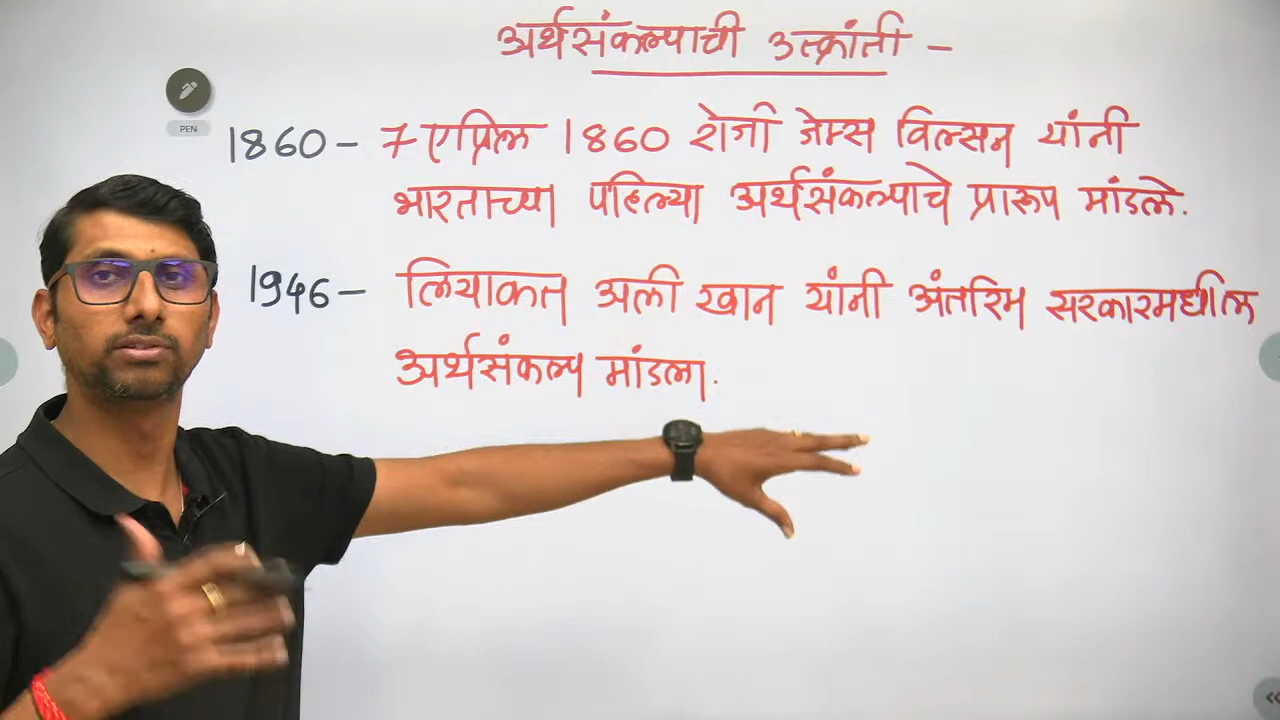 अर्थसंकल्पाची उत्क्रांती -
PEN
1860 - 7 एप्रिल 1860 रोजी जेम्स विल्सन यांनी
भारताच्या पहिल्या अर्थसंकल्पाचे प्रारूप मांडले.
1946 - लियाकत अली खान यांनी अंतरिम सरकारमधील
अर्थसंकल्प मांडला.